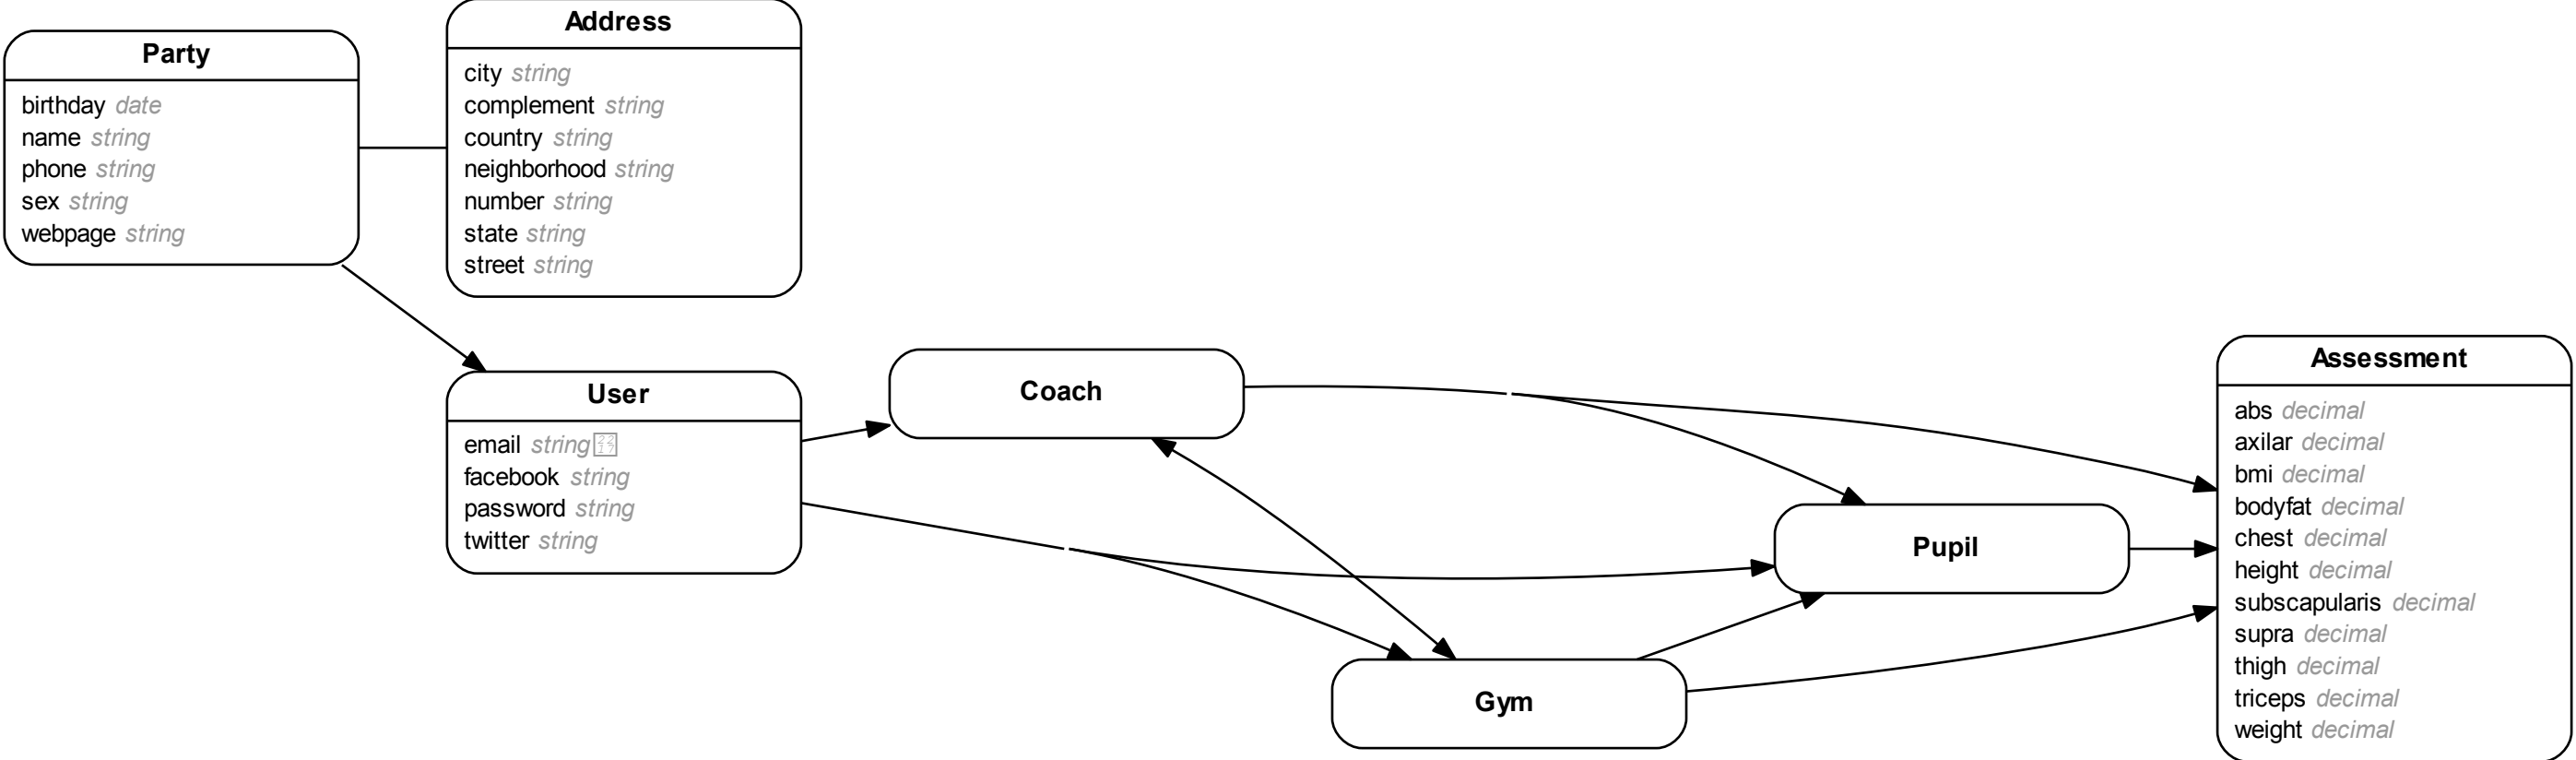 Party
birthday date
name string
phone string
sex string
webpage string
Address
city string
complement string
country string
neighborhood string
number string
state string
street string
User
email string
facebook string
password string
twitter string
Coach
Pupil
Gym
Assessment
abs decimal
axilar decimal
bmi decimal
bodyfat decimal
chest decimal
height decimal
subscapularis decimal
supra decimal
thigh decimal
triceps decimal
weight decimal